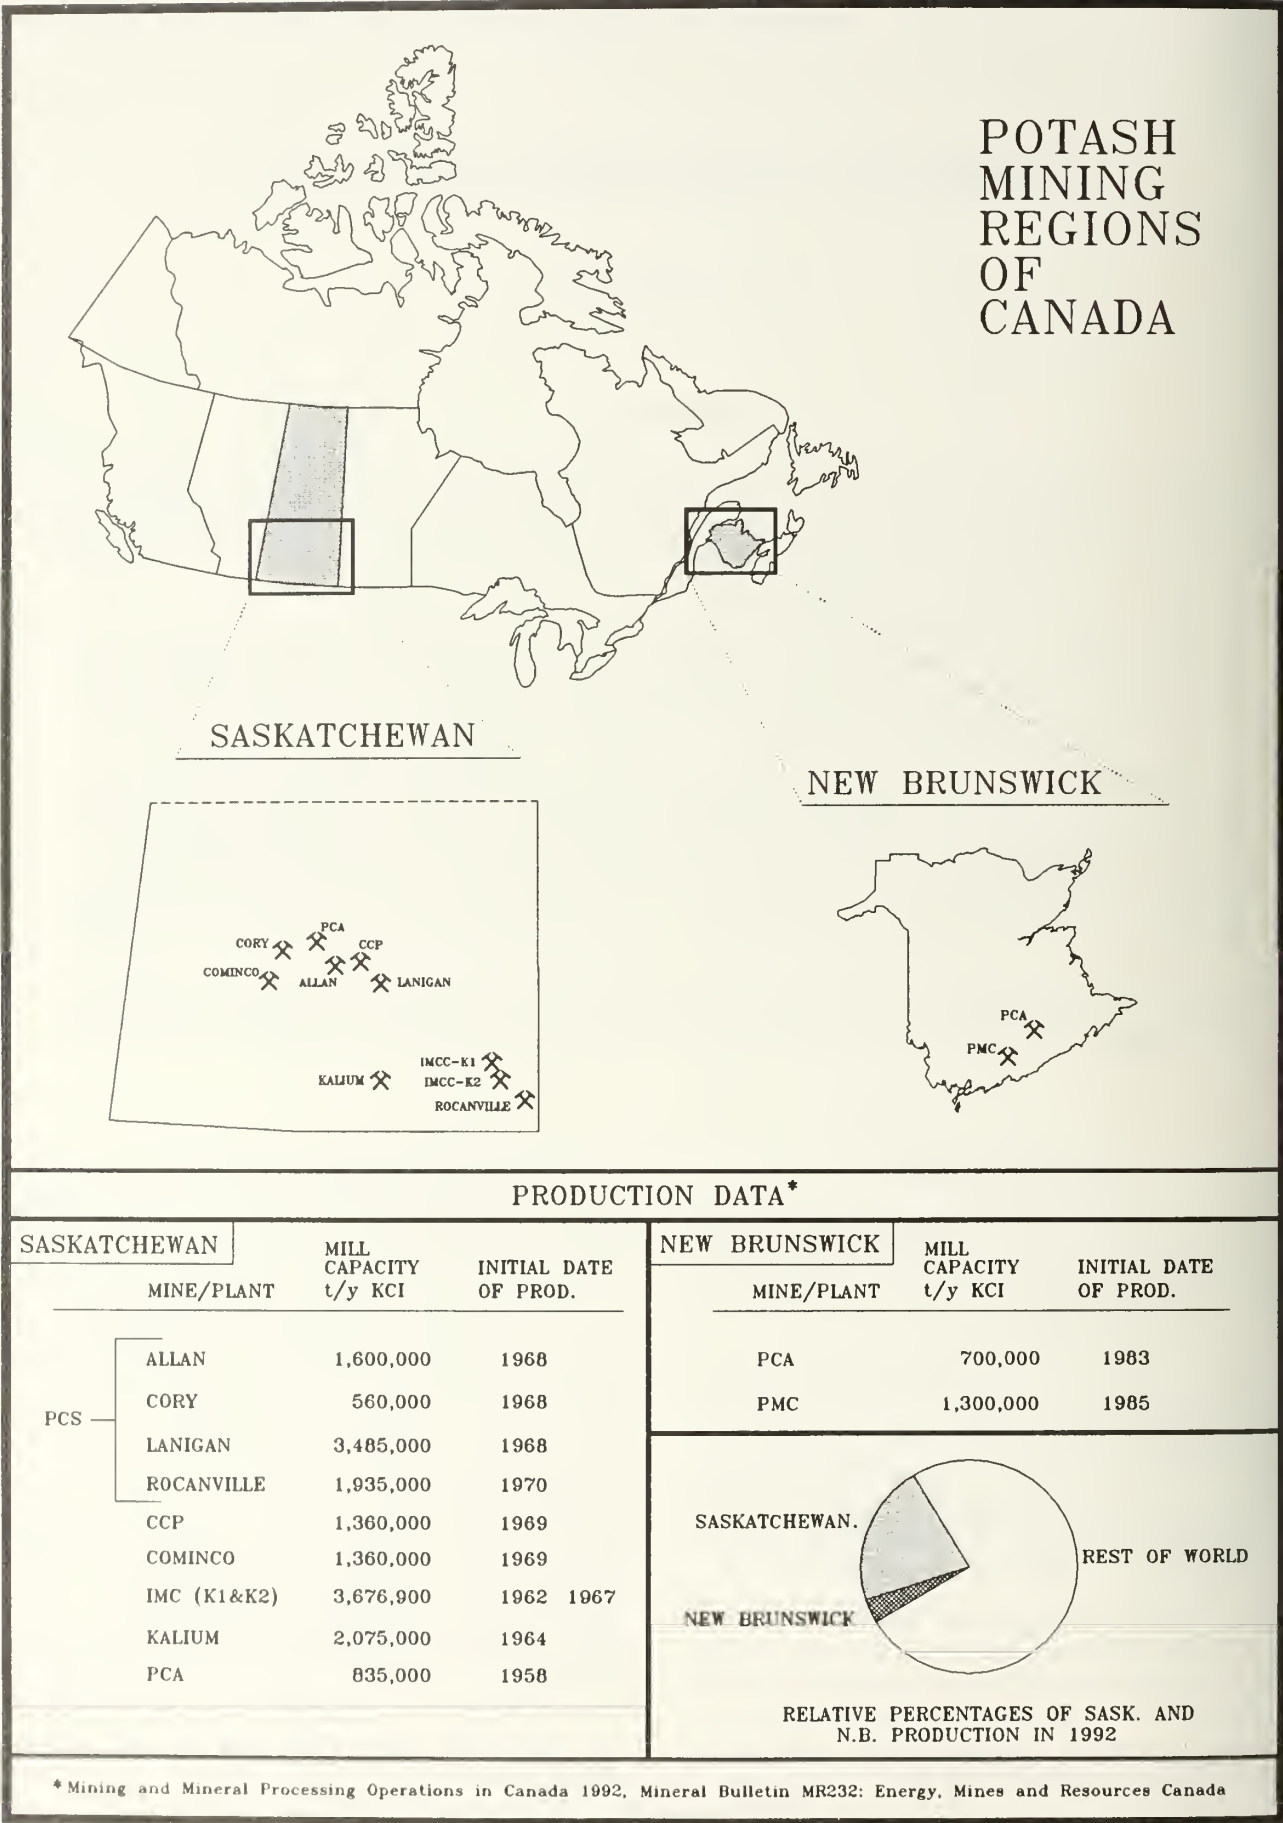 POTASH
MINING
REGIONS
OF
CANADA
SASKATCHEWAN
NEW BRUNSWICK
PCA
CORY
CCP
COMINCO
ALLAN
LANIGAN
IMCC-K1
KALIUM
IMCC-K2
ROCANVILLE
PCA
PMC
PRODUCTION DATA*
SASKATCHEWAN
MILL
CAPACITY
t/y KCl
INITIAL DATE
OF PROD.
MINE/PLANT
PCS
ALLAN 1,600,000 1968
CORY 560,000 1968
LANIGAN 3,485,000 1968
ROCANVILLE 1,935,000 1970
CCP 1,360,000 1969
COMINCO 1,360,000 1969
IMC (K1&K2) 3,676,900 1962 1967
KALIUM 2,075,000 1964
PCA 835,000 1958
NEW BRUNSWICK
MILL
CAPACITY
t/y KCl
INITIAL DATE
OF PROD.
MINE/PLANT
PCA 700,000 1983
PMC 1,300,000 1985
SASKATCHEWAN.
REST OF WORLD
NEW BRUNSWICK
RELATIVE PERCENTAGES OF SASK. AND
N.B. PRODUCTION IN 1992
* Mining and Mineral Processing Operations in Canada 1992, Mineral Bulletin MR232: Energy, Mines and Resources Canada